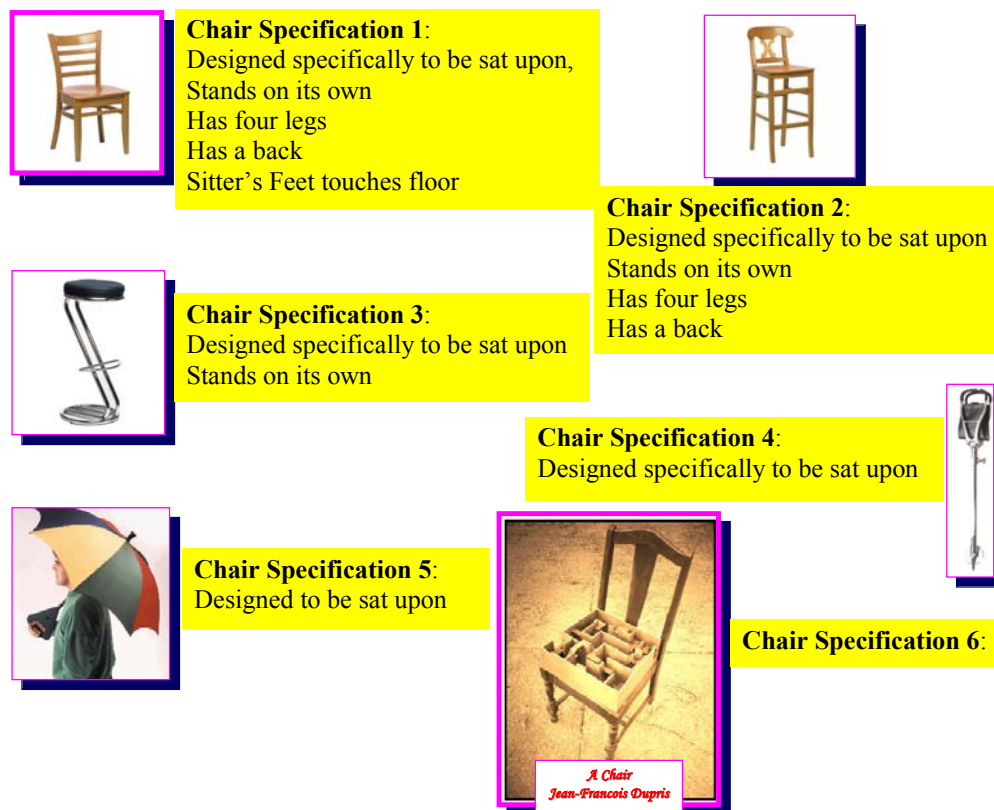 Chair Specification 1:
Designed specifically to be sat upon,
Stands on its own
Has four legs
Has a back
Sitter's Feet touches floor
Chair Specification 2:
Designed specifically to be sat upon
Stands on its own
Has four legs
Has a back
Chair Specification 3:
Designed specifically to be sat upon
Stands on its own
Chair Specification 4:
Designed specifically to be sat upon
Chair Specification 5:
Designed to be sat upon
Chair Specification 6:
A Chair
Jean-Francois Dupris